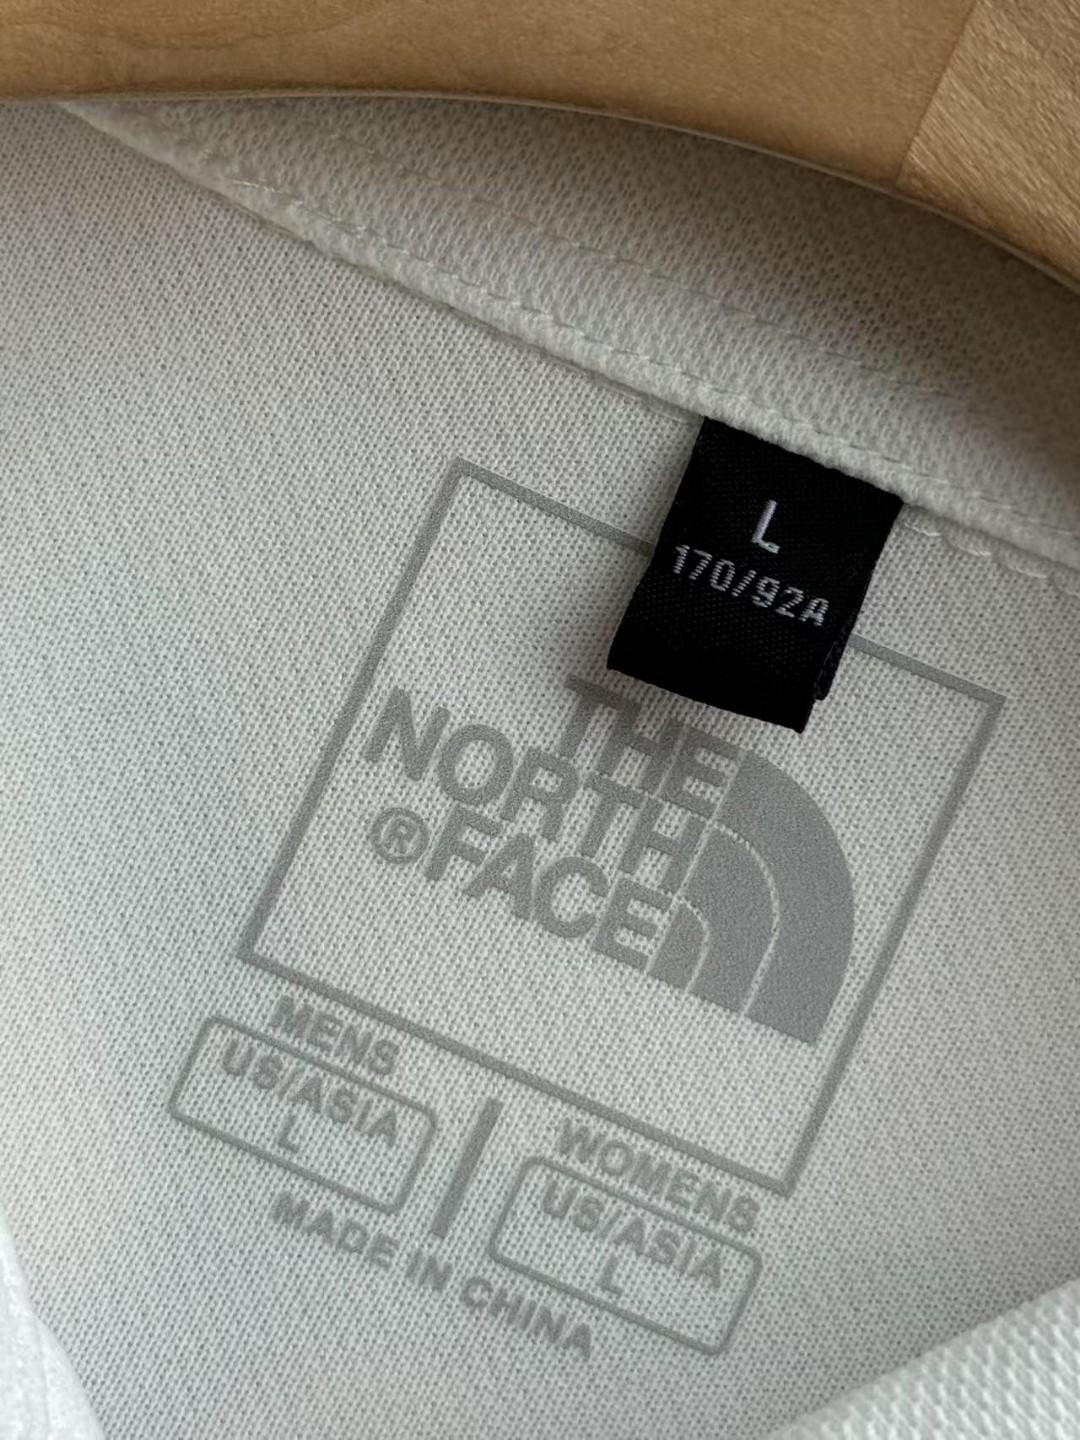 L
170/92A
THE
NORTH
®FACE
MENS
US/ASIA
L
WOMENS
US/ASIA
L
MADE IN CHINA